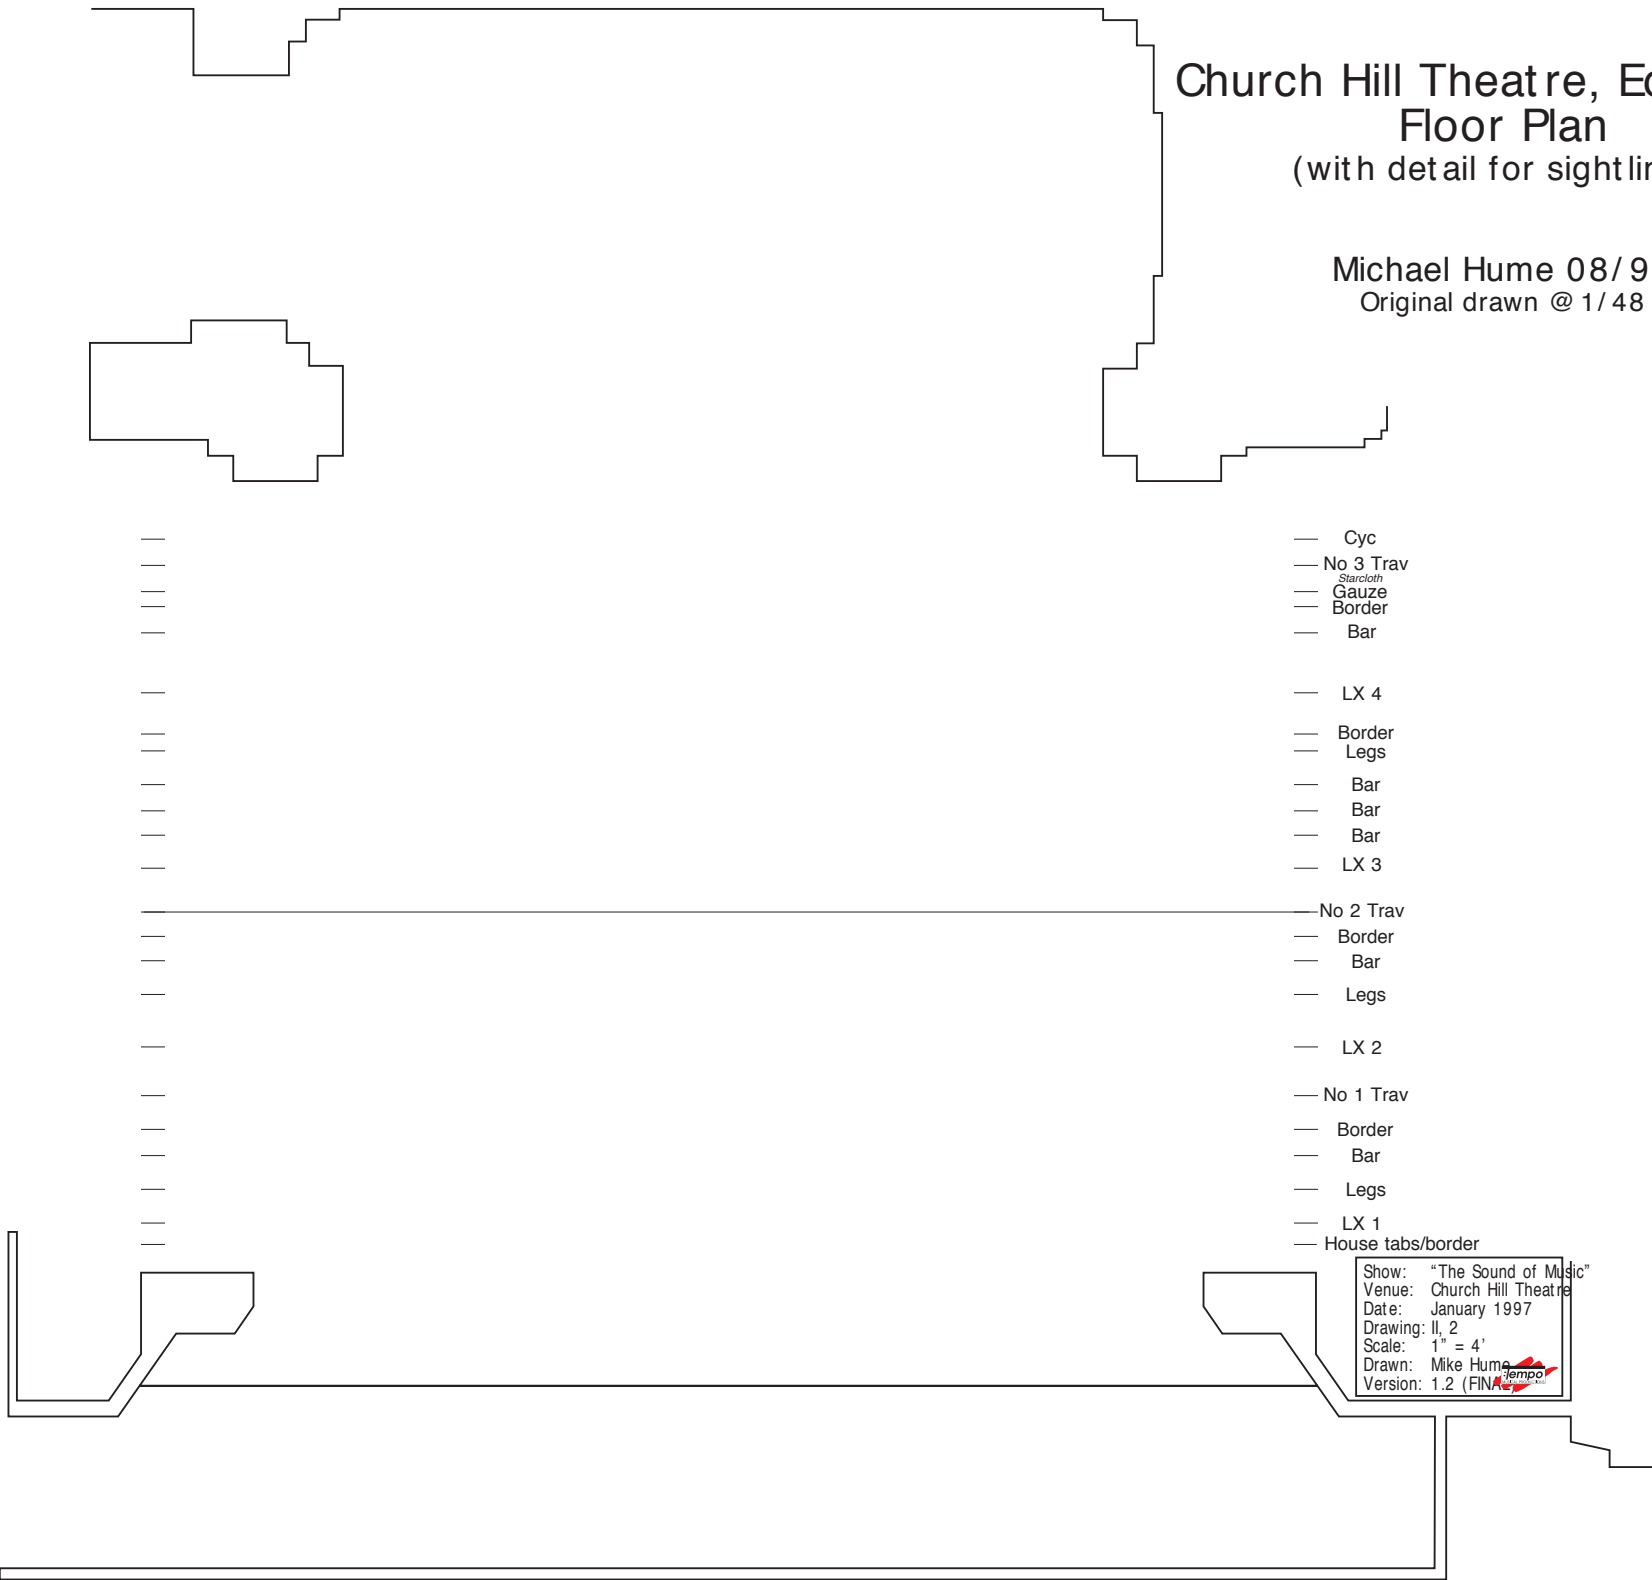 Church Hill Theatre, Ed
Floor Plan
(with detail for sightlin
Michael Hume 08/9
Original drawn @ 1/48
Cyc
No 3 Trav
Starcloth
Gauze
Border
Bar
LX 4
Border
Legs
Bar
Bar
Bar
LX 3
No 2 Trav
Border
Bar
Legs
LX 2
No 1 Trav
Border
Bar
Legs
LX 1
House tabs/border
Show: “The Sound of Music”
Venue: Church Hill Theatre
Date: January 1997
Drawing: II, 2
Scale: 1” = 4’
Drawn: Mike Hume
Version: 1.2 (FINAL)
Tempo